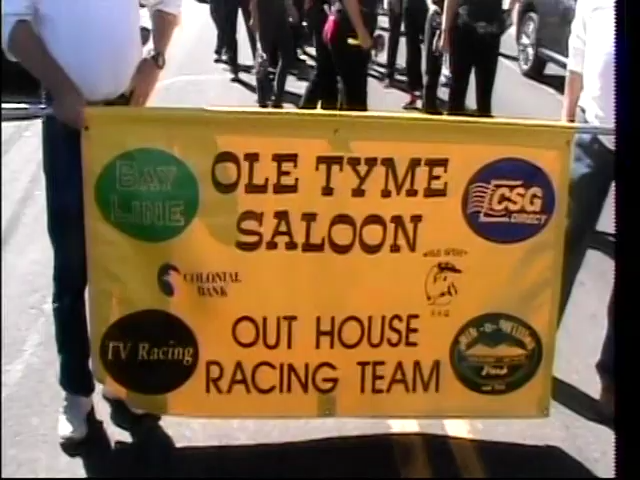 BAY
LINE
OLE TYME
SALOON
CSG
DIRECT
COLONIAL
BANK
TV Racing
OUT HOUSE
RACING TEAM